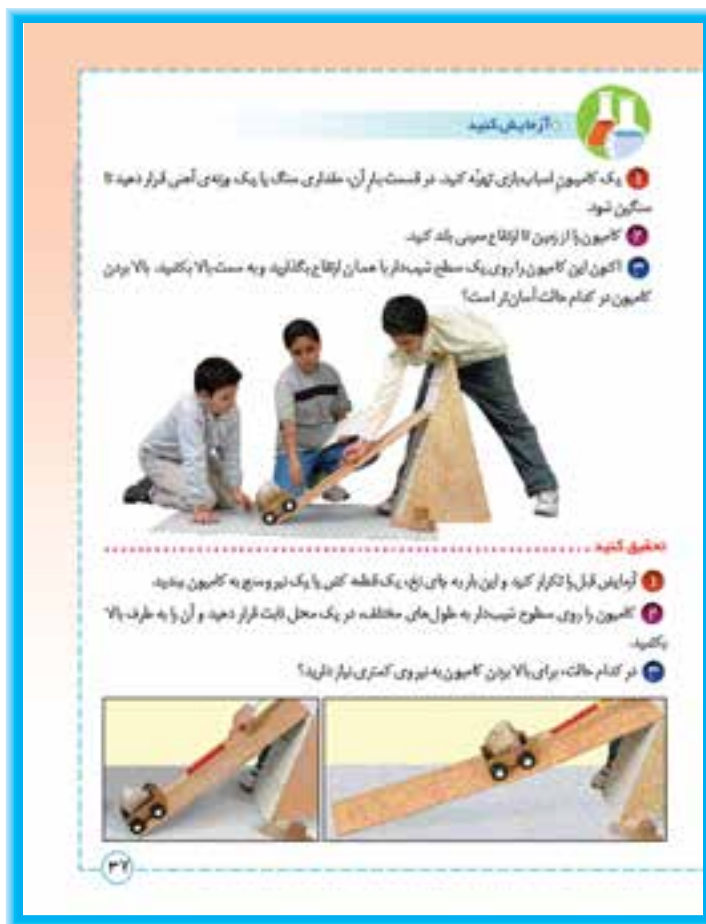 آزمایش کنید
۱ یک کامیون اسباب‌بازی تهیّه کنید. در قسمت بار آن، مقداری سنگ یا یک وزنه‌ی آهنی قرار دهید تا
سنگین شود.
۲ کامیون را از زمین تا ارتفاع معینی بلند کنید.
۳ اکنون این کامیون را روی یک سطح شیب‌دار با همان ارتفاع بگذارید و به سمت بالا بکشید. بالا بردن
کامیون در کدام حالت آسان‌تر است؟
تحقیق کنید
۱ آزمایش قبل را تکرار کنید و این بار به جای نخ، یک قطعه کش یا یک نیروسنج به کامیون ببندید.
۲ کامیون را روی سطوح شیب‌دار به طول‌های مختلف، در یک محل ثابت قرار دهید و آن را به طرف بالا
بکشید.
۳ در کدام حالت، برای بالا بردن کامیون به نیروی کمتری نیاز دارید؟
۳۷